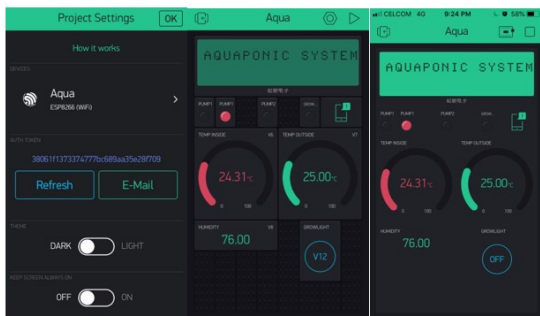 Project Settings
OK
How it works
DEVICES
Aqua
ESP8266 (WiFi)
AUTH TOKEN
38061f1373374777bc689aa35e28f709
Refresh
E-Mail
THEME
DARK
LIGHT
KEEP SCREEN ALWAYS ON
OFF
ON
Aqua
AQUAPONIC SYSTEM
PUMP1
PUMP1
PUMP2
TEMP INSIDE
V6
TEMP OUTSIDE
V7
24.31°C
25.00°C
0
100
0
100
HUMIDITY
V8
GROWLIGHT
76.00
V12
CELCOM 4G
9:24 PM
58%
Aqua
AQUAPONIC SYSTEM
PUMP1
PUMP1
PUMP2
TEMP INSIDE
TEMP OUTSIDE
24.31°C
25.00°C
0
100
0
100
HUMIDITY
GROWLIGHT
76.00
OFF